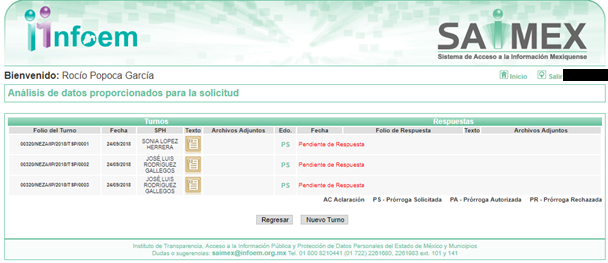 infoem
SAIMEX
Sistema de Acceso a la Información Mexiquense
Bienvenido: Rocío Popoca García
Inicio Salir
Análisis de datos proporcionados para la solicitud
Turnos Respuestas
Folio del Turno Fecha SPH Texto Archivos Adjuntos Edo. Fecha Folio de Respuesta Texto Archivos Adjuntos
00320/NEZA/IP/2018/TSP/0001 24/09/2018 SONIA LOPEZ HERRERA PS Pendiente de Respuesta
00320/NEZA/IP/2018/TSP/0002 24/09/2018 JOSÉ LUIS RODRÍGUEZ GALLEGOS PS Pendiente de Respuesta
00320/NEZA/IP/2018/TSP/0003 24/09/2018 JOSÉ LUIS RODRÍGUEZ GALLEGOS PS Pendiente de Respuesta
AC Aclaración PS - Prórroga Solicitada PA - Prórroga Autorizada PR - Prórroga Rechazada
Regresar Nuevo Turno
Instituto de Transparencia, Acceso a la Información Pública y Protección de Datos Personales del Estado de México y Municipios
Dudas o sugerencias: saimex@infoem.org.mx Tel. 01 800 8210441 (01 722) 2261980, 2261983 ext. 101 y 141